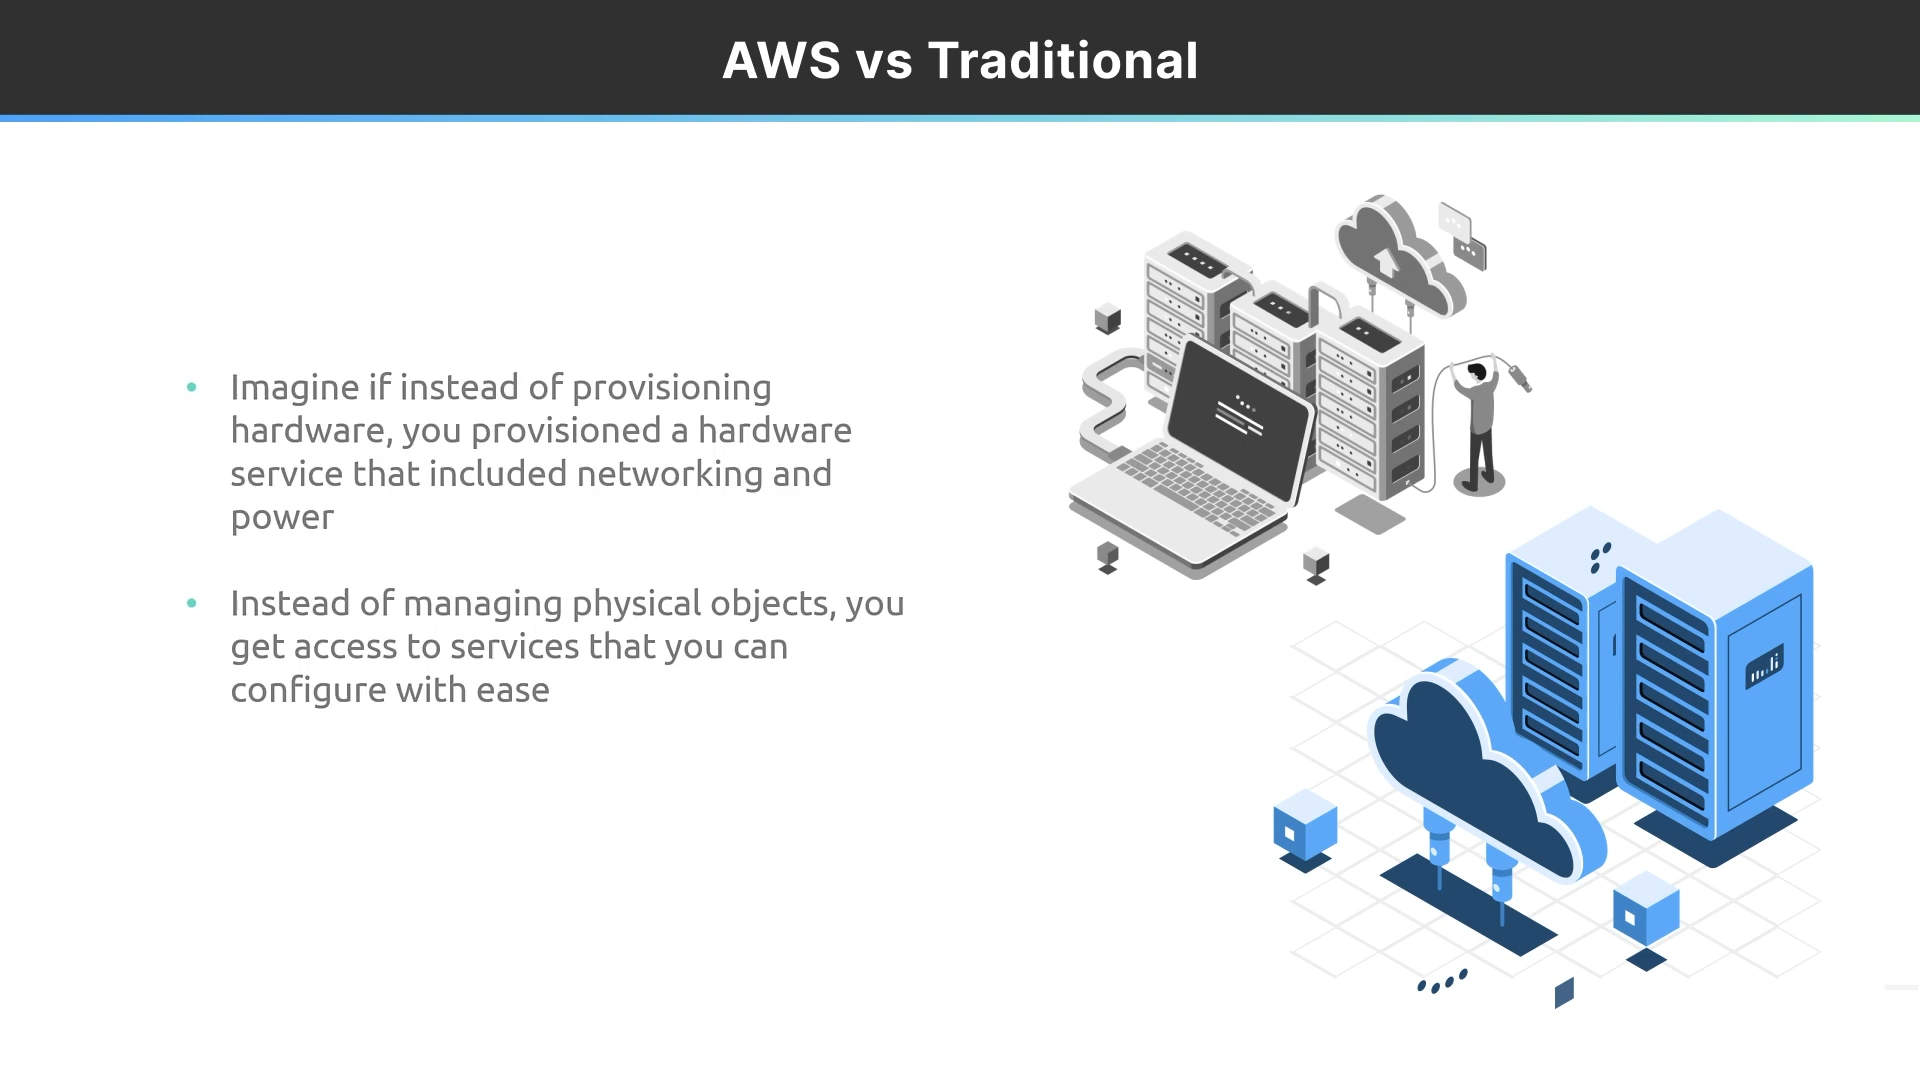 AWS vs Traditional
• Imagine if instead of provisioning
hardware, you provisioned a hardware
service that included networking and
power
• Instead of managing physical objects, you
get access to services that you can
configure with ease